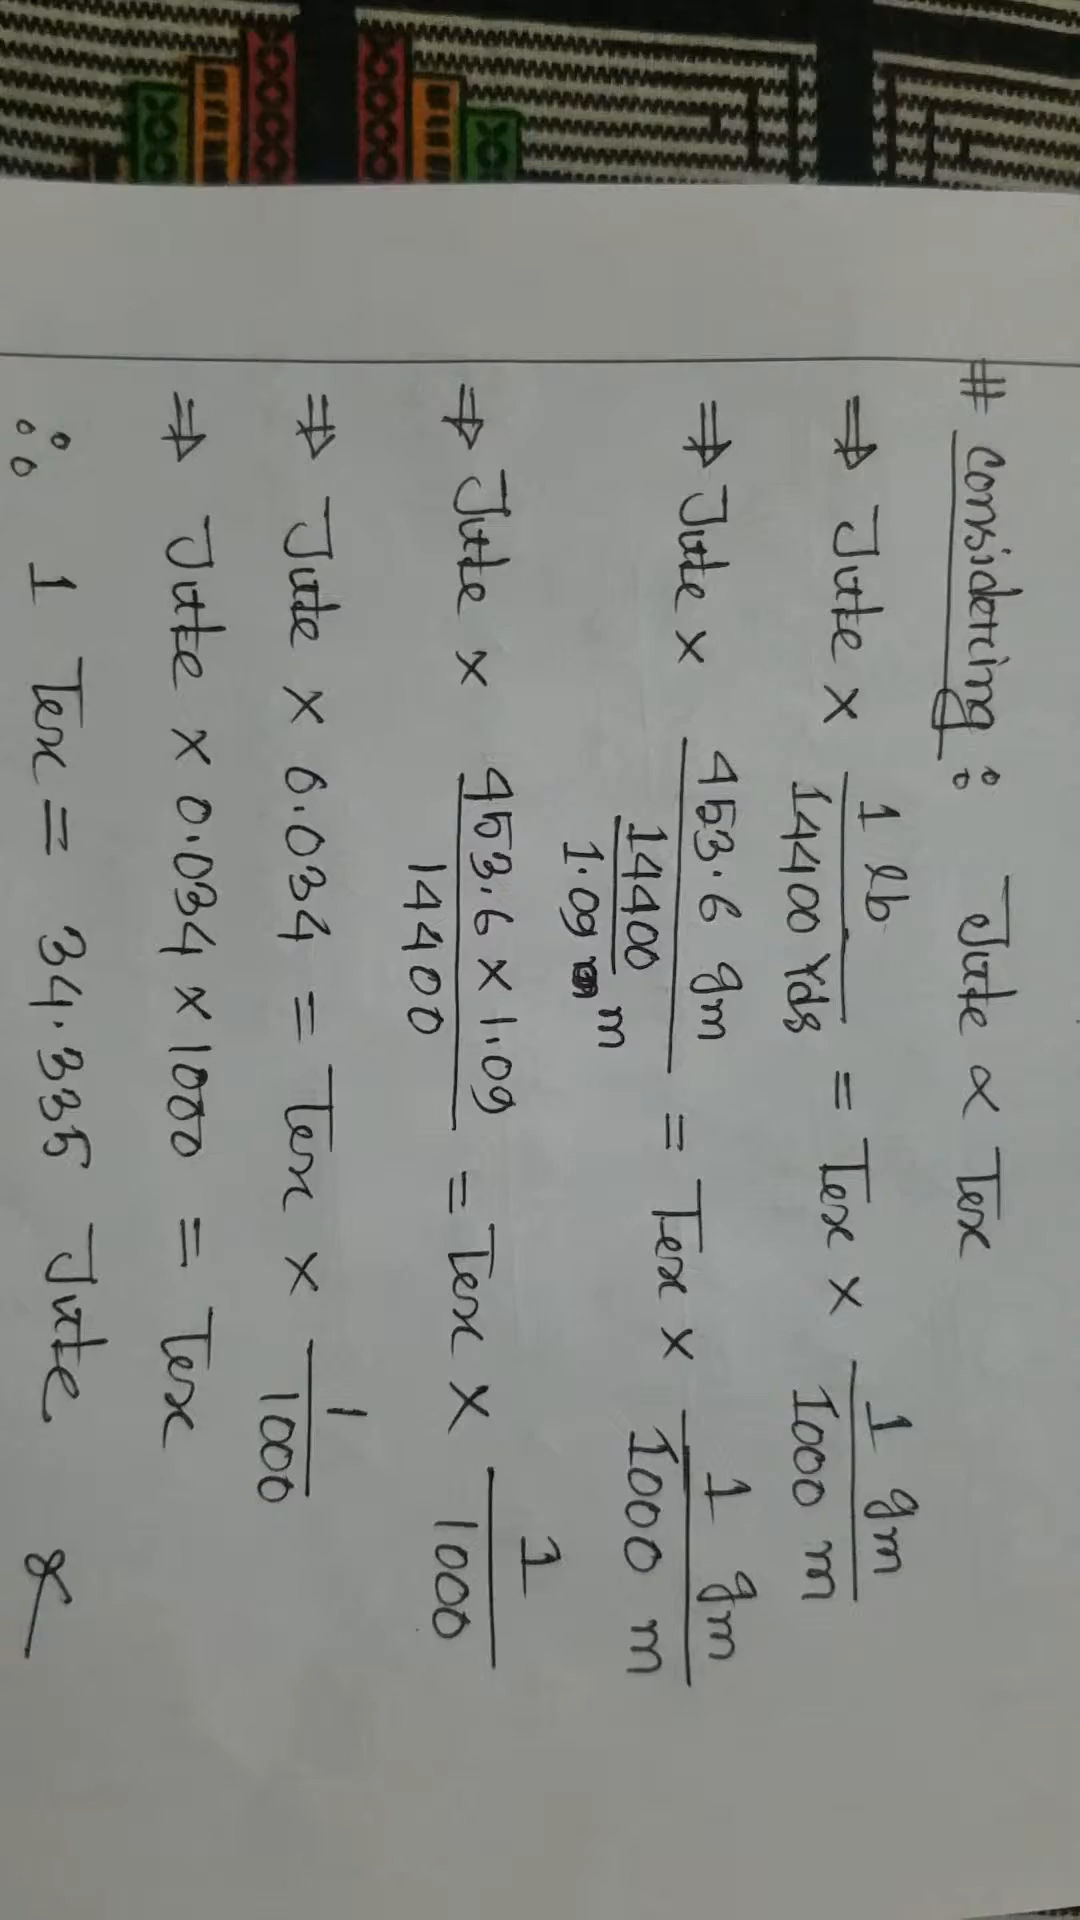 # Considering : Jute α Tex
⇒ Jute × 1 lb / 14400 Yds = Tex × 1 gm / 1000 m
⇒ Jute × 453.6 gm / (14400 / 1.09 m) = Tex × 1 gm / 1000 m
⇒ Jute × 453.6 × 1.09 / 14400 = Tex × 1 / 1000
⇒ Jute × 0.034 = Tex × 1 / 1000
⇒ Jute × 0.034 × 1000 = Tex
∴ 1 Tex = 34.335 Jute